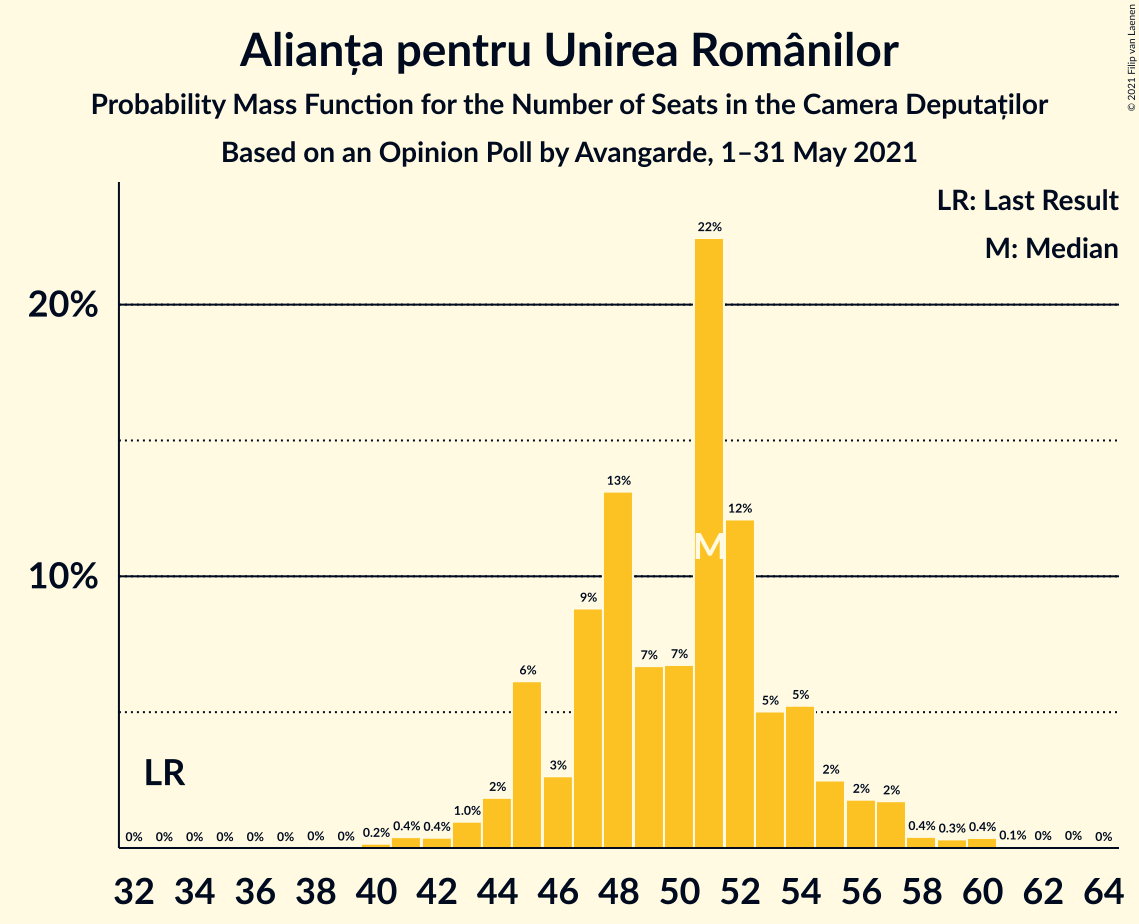 Alianța pentru Unirea Românilor
Probability Mass Function for the Number of Seats in the Camera Deputaților
Based on an Opinion Poll by Avangarde, 1–31 May 2021
© 2021 Filip van Laenen
LR: Last Result
M: Median
20%
10%
22%
13%
12%
M
9%
7% 7%
6%
5% 5%
3%
2%
2%
2% 2%
1.0%
LR
0% 0% 0% 0% 0% 0% 0% 0% 0.2% 0.4% 0.4%
0.4% 0.3% 0.4% 0.1% 0% 0% 0%
32 34 36 38 40 42 44 46 48 50 52 54 56 58 60 62 64